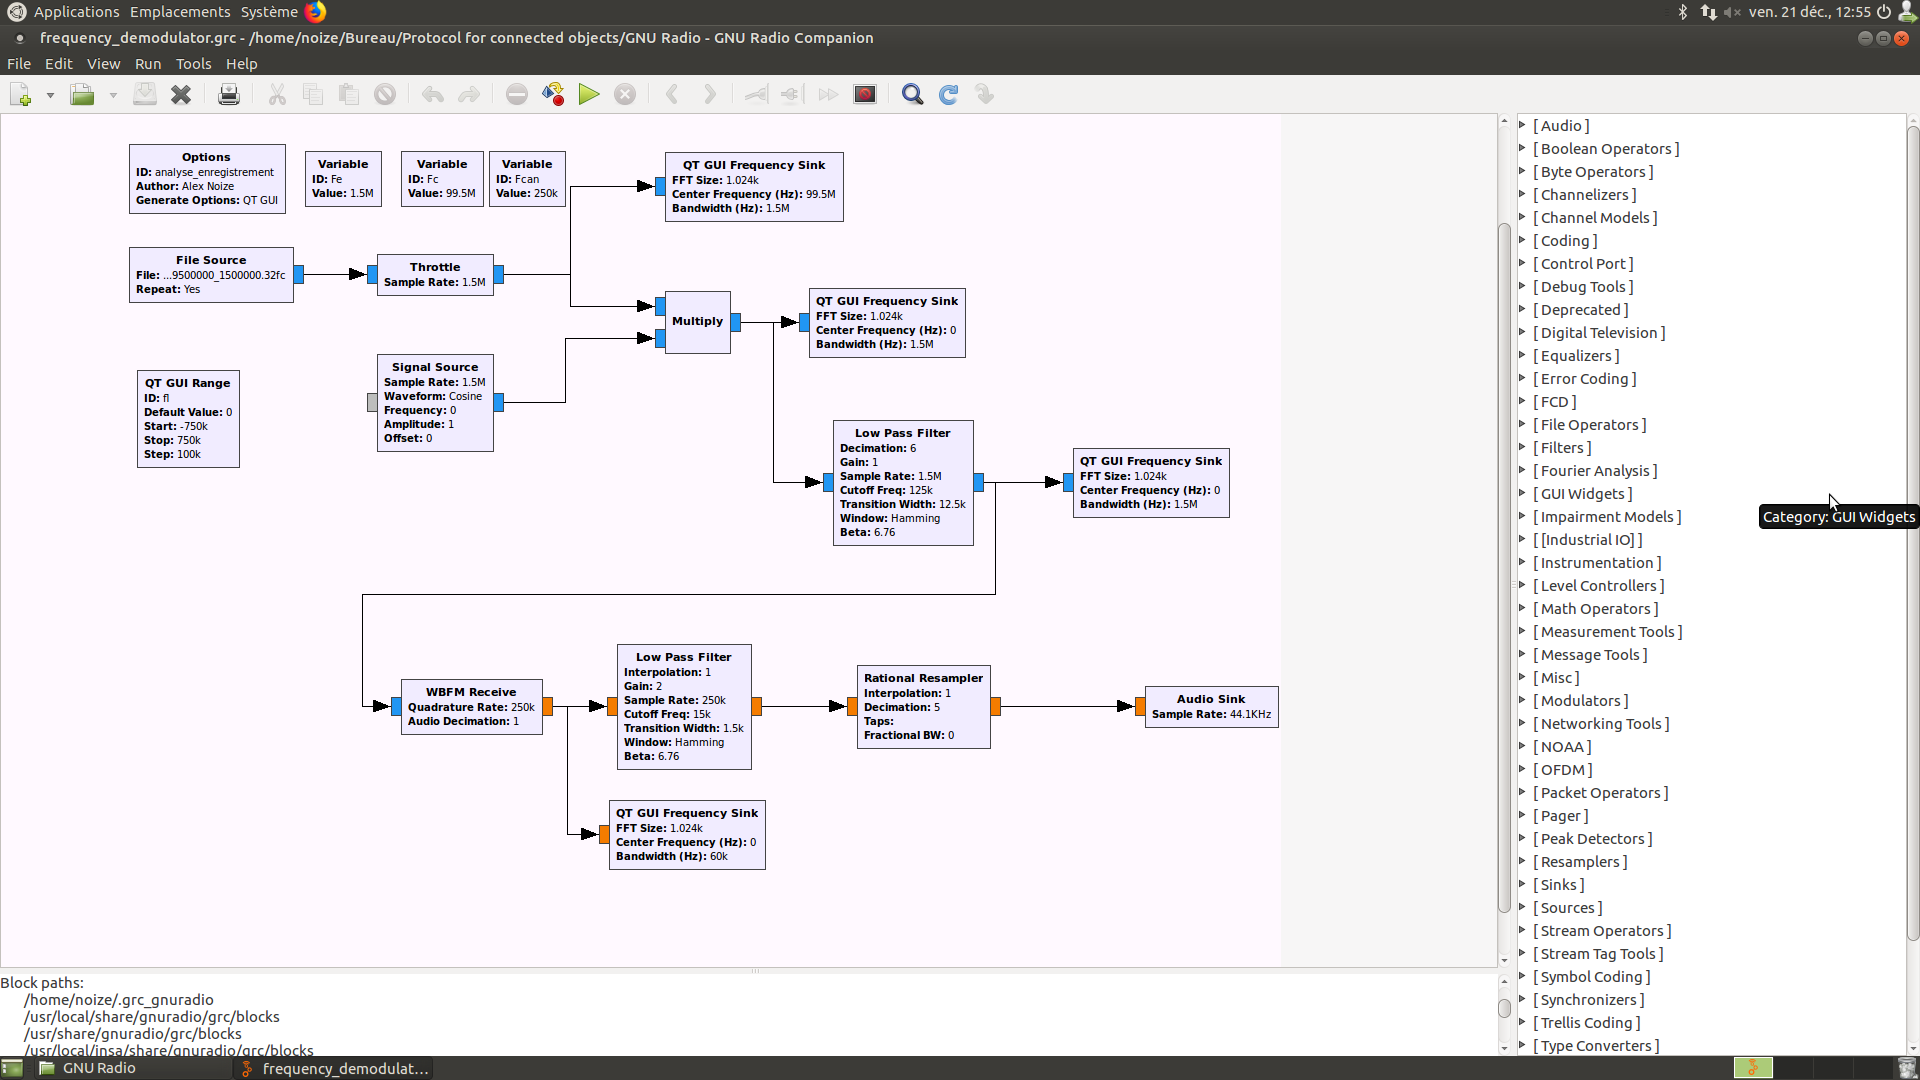 Applications Emplacements Système ven. 21 déc., 12:55
frequency_demodulator.grc - /home/noize/Bureau/Protocol for connected objects/GNU Radio - GNU Radio Companion
File Edit View Run Tools Help
Options
ID: analyse_enregistrement
Author: Alex Noize
Generate Options: QT GUI
Variable
ID: Fe
Value: 1.5M
Variable
ID: Fc
Value: 99.5M
Variable
ID: Fcan
Value: 250k
QT GUI Frequency Sink
FFT Size: 1.024k
Center Frequency (Hz): 99.5M
Bandwidth (Hz): 1.5M
File Source
File: ...9500000_1500000.32fc
Repeat: Yes
Throttle
Sample Rate: 1.5M
Multiply
QT GUI Frequency Sink
FFT Size: 1.024k
Center Frequency (Hz): 0
Bandwidth (Hz): 1.5M
QT GUI Range
ID: fl
Default Value: 0
Start: -750k
Stop: 750k
Step: 100k
Signal Source
Sample Rate: 1.5M
Waveform: Cosine
Frequency: 0
Amplitude: 1
Offset: 0
Low Pass Filter
Decimation: 6
Gain: 1
Sample Rate: 1.5M
Cutoff Freq: 125k
Transition Width: 12.5k
Window: Hamming
Beta: 6.76
QT GUI Frequency Sink
FFT Size: 1.024k
Center Frequency (Hz): 0
Bandwidth (Hz): 1.5M
WBFM Receive
Quadrature Rate: 250k
Audio Decimation: 1
Low Pass Filter
Interpolation: 1
Gain: 2
Sample Rate: 250k
Cutoff Freq: 15k
Transition Width: 1.5k
Window: Hamming
Beta: 6.76
Rational Resampler
Interpolation: 1
Decimation: 5
Taps:
Fractional BW: 0
Audio Sink
Sample Rate: 44.1KHz
QT GUI Frequency Sink
FFT Size: 1.024k
Center Frequency (Hz): 0
Bandwidth (Hz): 60k
[ Audio ]
[ Boolean Operators ]
[ Byte Operators ]
[ Channelizers ]
[ Channel Models ]
[ Coding ]
[ Control Port ]
[ Debug Tools ]
[ Deprecated ]
[ Digital Television ]
[ Equalizers ]
[ Error Coding ]
[ FCD ]
[ File Operators ]
[ Filters ]
[ Fourier Analysis ]
[ GUI Widgets ]
[ Impairment Models ]
Category: GUI Widgets
[ [Industrial IO] ]
[ Instrumentation ]
[ Level Controllers ]
[ Math Operators ]
[ Measurement Tools ]
[ Message Tools ]
[ Misc ]
[ Modulators ]
[ Networking Tools ]
[ NOAA ]
[ OFDM ]
[ Packet Operators ]
[ Pager ]
[ Peak Detectors ]
[ Resamplers ]
[ Sinks ]
[ Sources ]
[ Stream Operators ]
[ Stream Tag Tools ]
[ Symbol Coding ]
[ Synchronizers ]
[ Trellis Coding ]
[ Type Converters ]
Block paths:
/home/noize/.grc_gnuradio
/usr/local/share/gnuradio/grc/blocks
/usr/share/gnuradio/grc/blocks
/usr/local/insa/share/gnuradio/grc/blocks
GNU Radio frequency_demodulat...